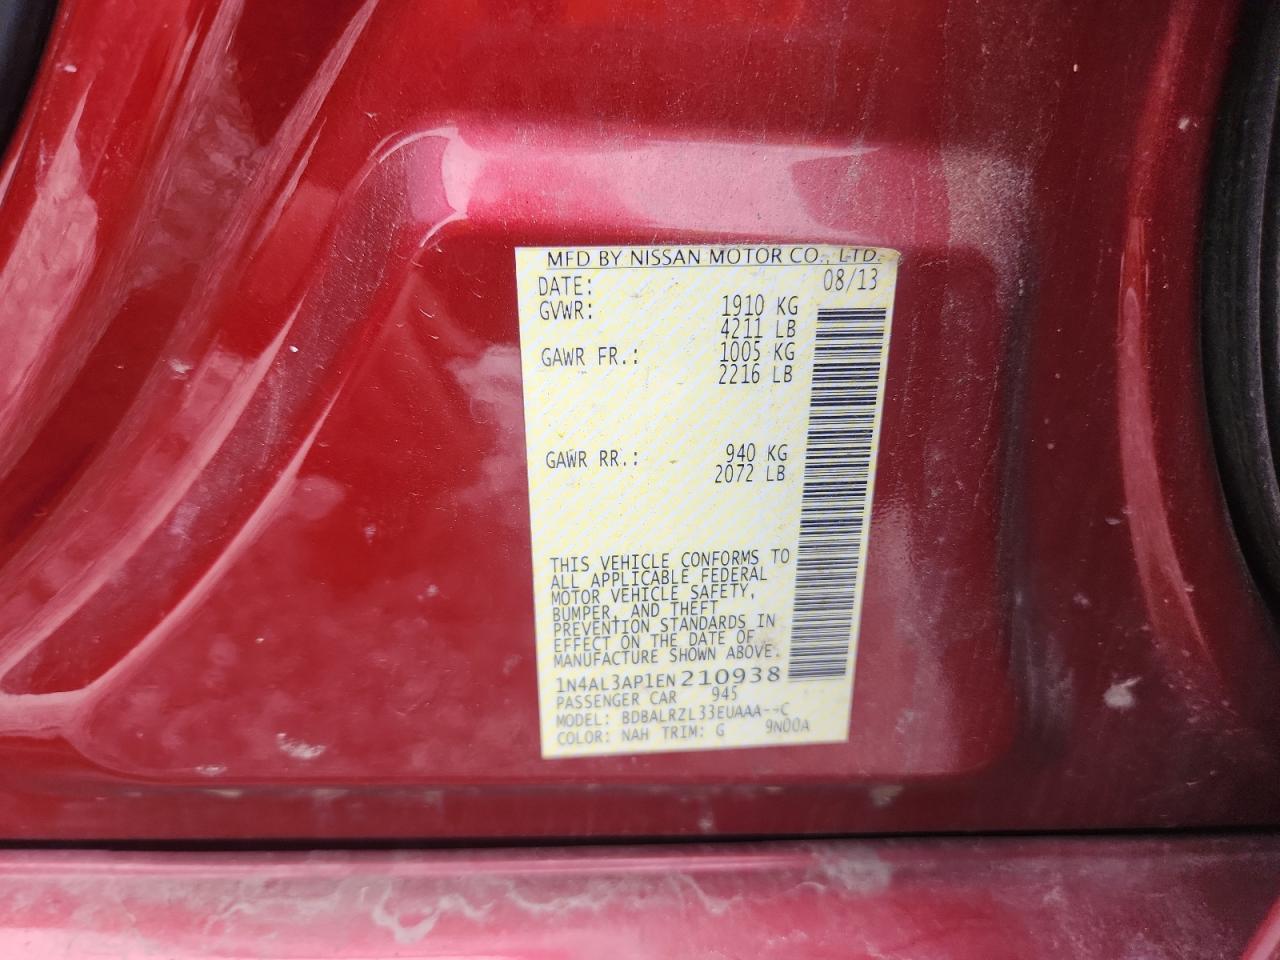 MFD BY NISSAN MOTOR CO., LTD.
DATE: 08/13
GVWR: 1910 KG
4211 LB
GAWR FR.: 1005 KG
2216 LB
GAWR RR.: 940 KG
2072 LB
THIS VEHICLE CONFORMS TO
ALL APPLICABLE FEDERAL
MOTOR VEHICLE SAFETY,
BUMPER, AND THEFT
PREVENTION STANDARDS IN
EFFECT ON THE DATE OF
MANUFACTURE SHOWN ABOVE.
1N4AL3AP1EN210938
PASSENGER CAR 945
MODEL: BDBALRZL33EUAAA--C
COLOR: NAH TRIM: G 9N00A